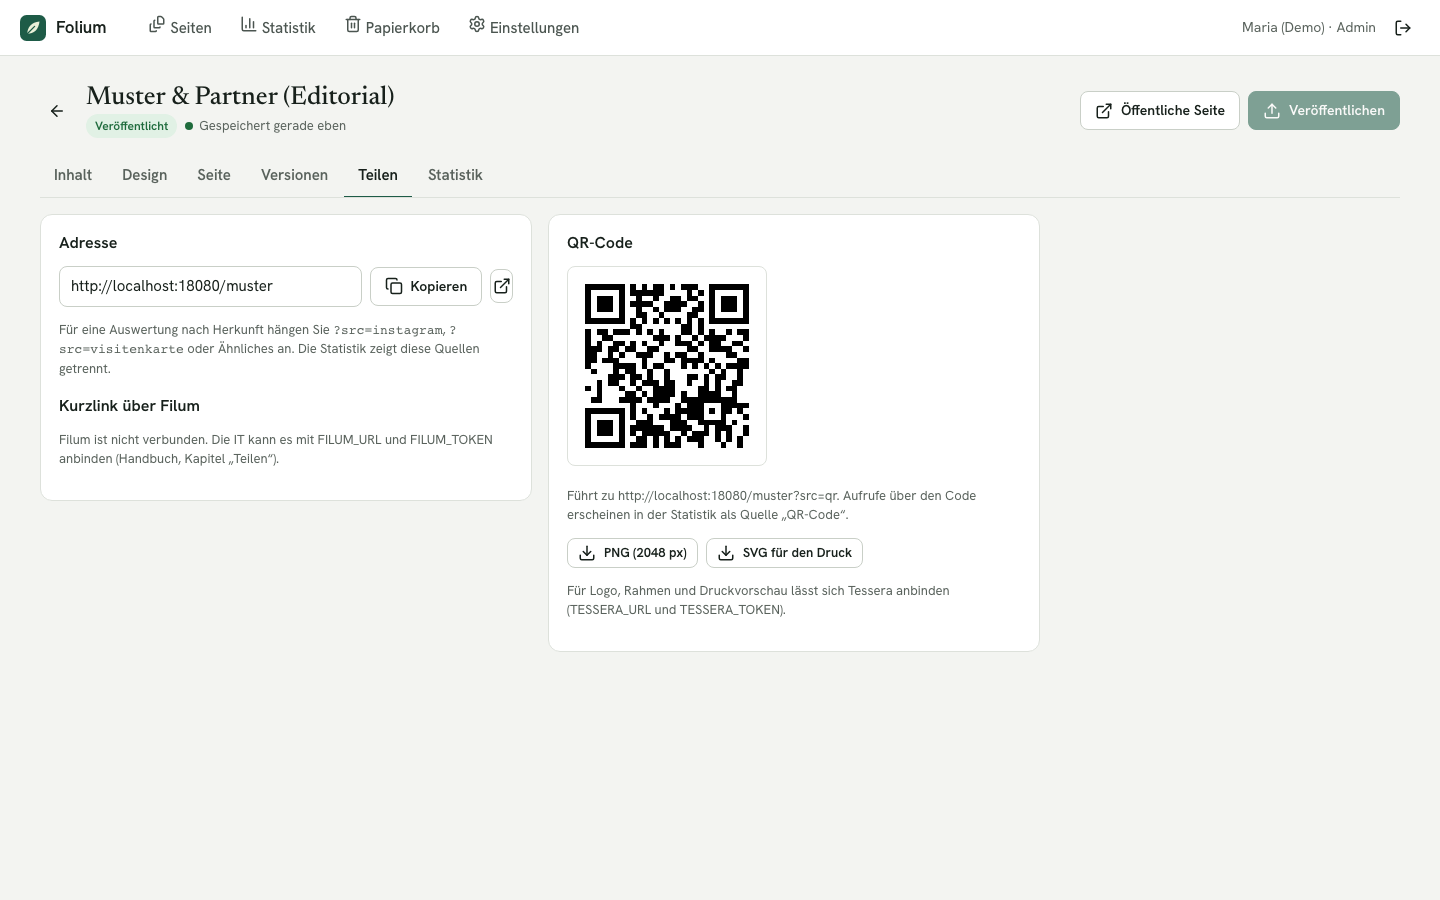 Folium
Seiten
Statistik
Papierkorb
Einstellungen
Maria (Demo) · Admin
Muster & Partner (Editorial)
Veröffentlicht
Gespeichert gerade eben
Öffentliche Seite
Veröffentlichen
Inhalt
Design
Seite
Versionen
Teilen
Statistik
Adresse
http://localhost:18080/muster
Kopieren
Für eine Auswertung nach Herkunft hängen Sie ?src=instagram, ?
src=visitenkarte oder Ähnliches an. Die Statistik zeigt diese Quellen
getrennt.
Kurzlink über Filum
Filum ist nicht verbunden. Die IT kann es mit FILUM_URL und FILUM_TOKEN
anbinden (Handbuch, Kapitel „Teilen“).
QR-Code
Führt zu http://localhost:18080/muster?src=qr. Aufrufe über den Code
erscheinen in der Statistik als Quelle „QR-Code“.
PNG (2048 px)
SVG für den Druck
Für Logo, Rahmen und Druckvorschau lässt sich Tessera anbinden
(TESSERA_URL und TESSERA_TOKEN).